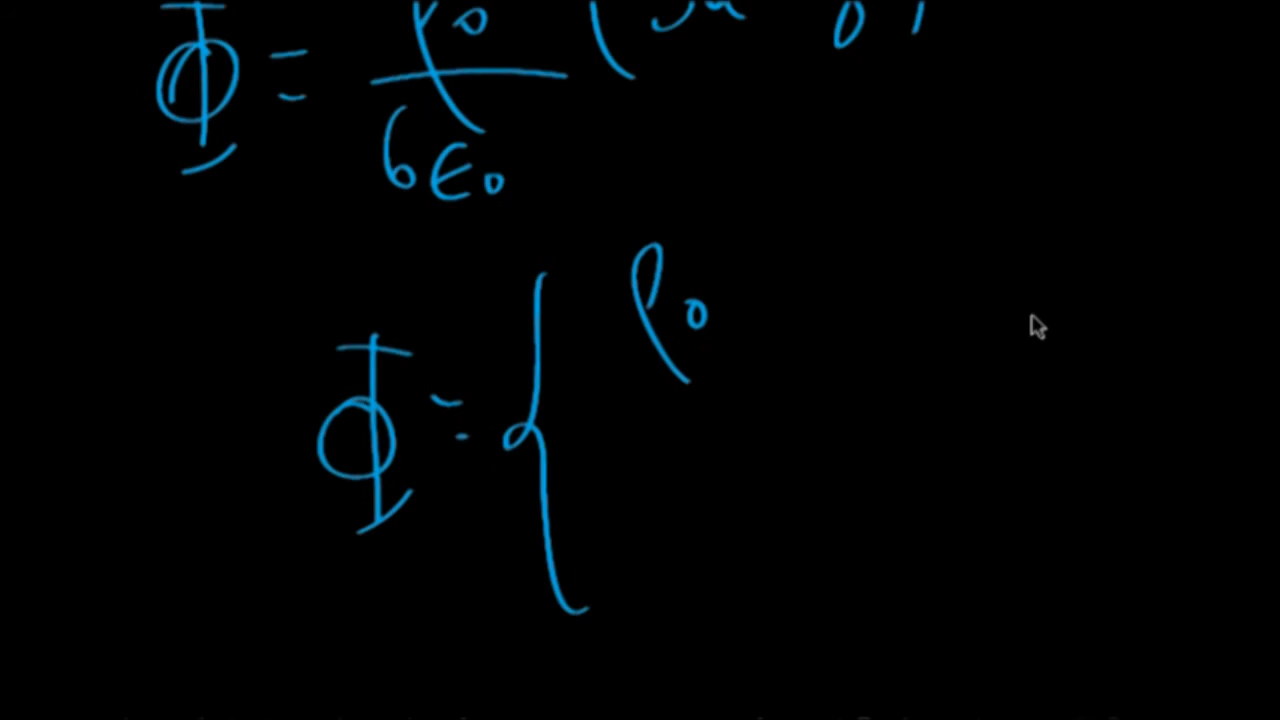 Φ = ρ₀ / 6ε₀ (
Φ = { ρ₀